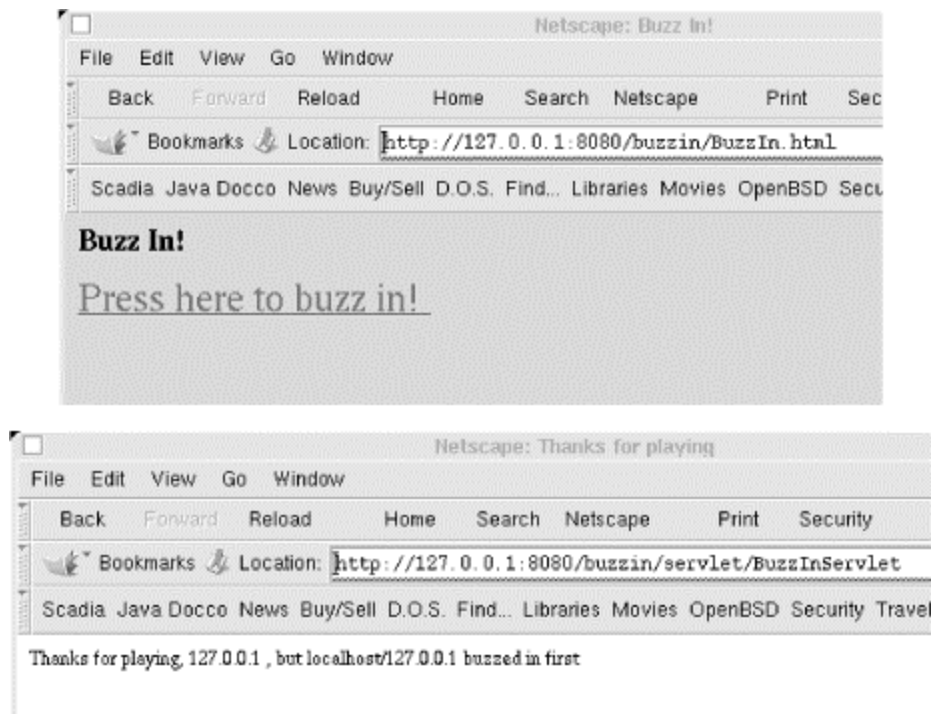 Netscape: Buzz In!
File Edit View Go Window
Back Forward Reload Home Search Netscape Print Sec
Bookmarks Location: http://127.0.0.1:8080/buzzin/BuzzIn.html
Scadia Java Docco News Buy/Sell D.O.S. Find... Libraries Movies OpenBSD Secu
Buzz In!
Press here to buzz in!
Netscape: Thanks for playing
File Edit View Go Window
Back Forward Reload Home Search Netscape Print Security
Bookmarks Location: http://127.0.0.1:8080/buzzin/servlet/BuzzInServlet
Scadia Java Docco News Buy/Sell D.O.S. Find... Libraries Movies OpenBSD Security Travel
Thanks for playing, 127.0.0.1 , but localhost/127.0.0.1 buzzed in first